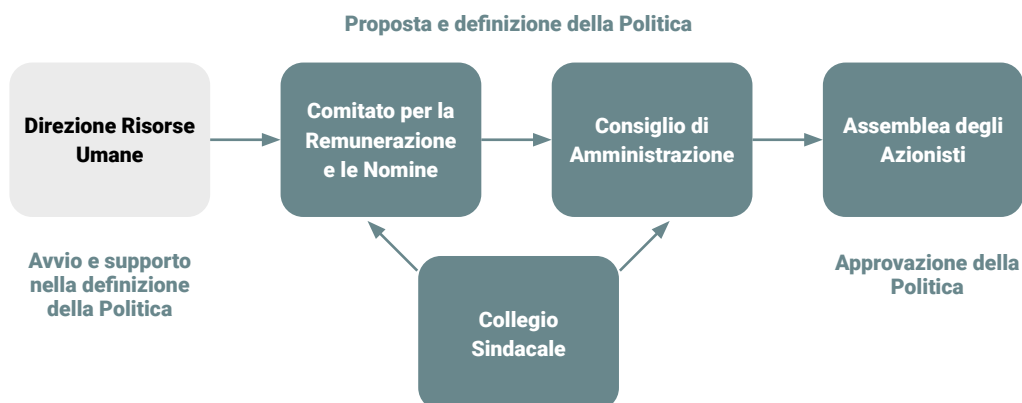 Proposta e definizione della Politica
Direzione Risorse
Umane
Comitato per la
Remunerazione
e le Nomine
Consiglio di
Amministrazione
Assemblea degli
Azionisti
Avvio e supporto
nella definizione
della Politica
Approvazione della
Politica
Collegio
Sindacale